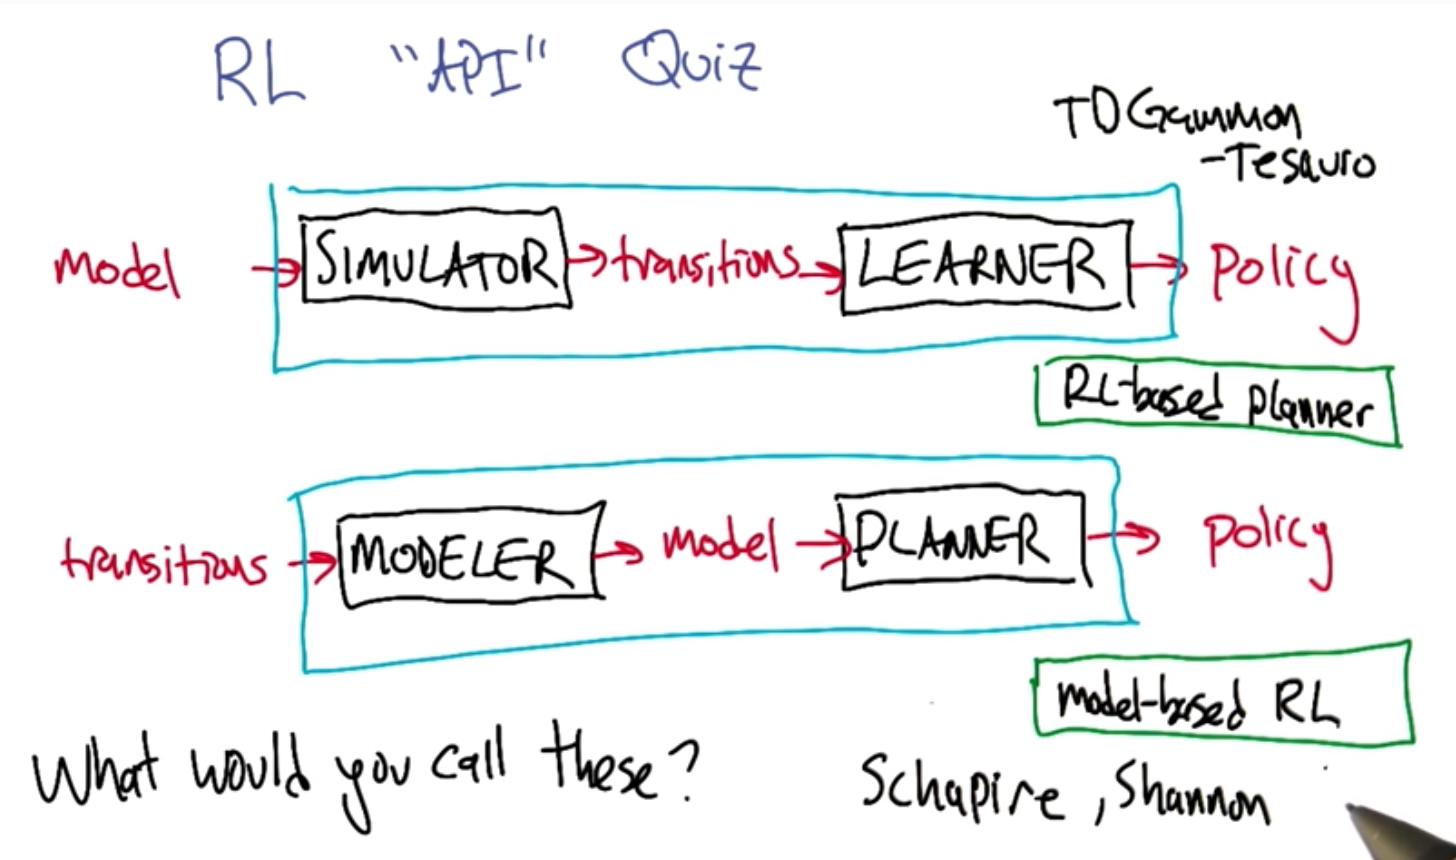 RL "API" Quiz
TDGammon
-Tesauro
model → SIMULATOR → transitions → LEARNER → policy
RL-based planner
transitions → MODELER → model → PLANNER → policy
model-based RL
What would you call these?
Schapire, Shannon